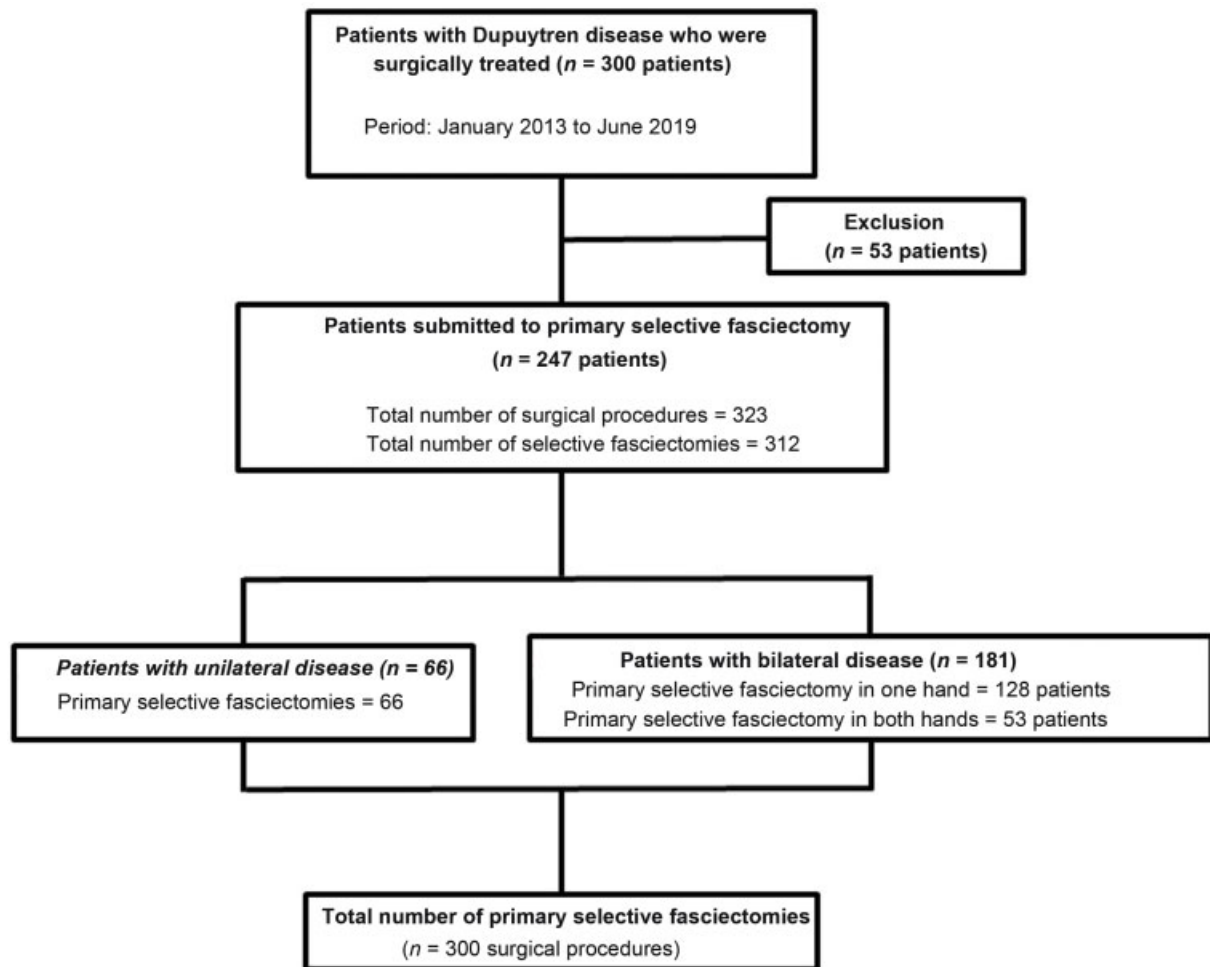 Patients with Dupuytren disease who were
surgically treated (n = 300 patients)
Period: January 2013 to June 2019
Exclusion
(n = 53 patients)
Patients submitted to primary selective fasciectomy
(n = 247 patients)
Total number of surgical procedures = 323
Total number of selective fasciectomies = 312
Patients with unilateral disease (n = 66)
Primary selective fasciectomies = 66
Patients with bilateral disease (n = 181)
Primary selective fasciectomy in one hand = 128 patients
Primary selective fasciectomy in both hands = 53 patients
Total number of primary selective fasciectomies
(n = 300 surgical procedures)